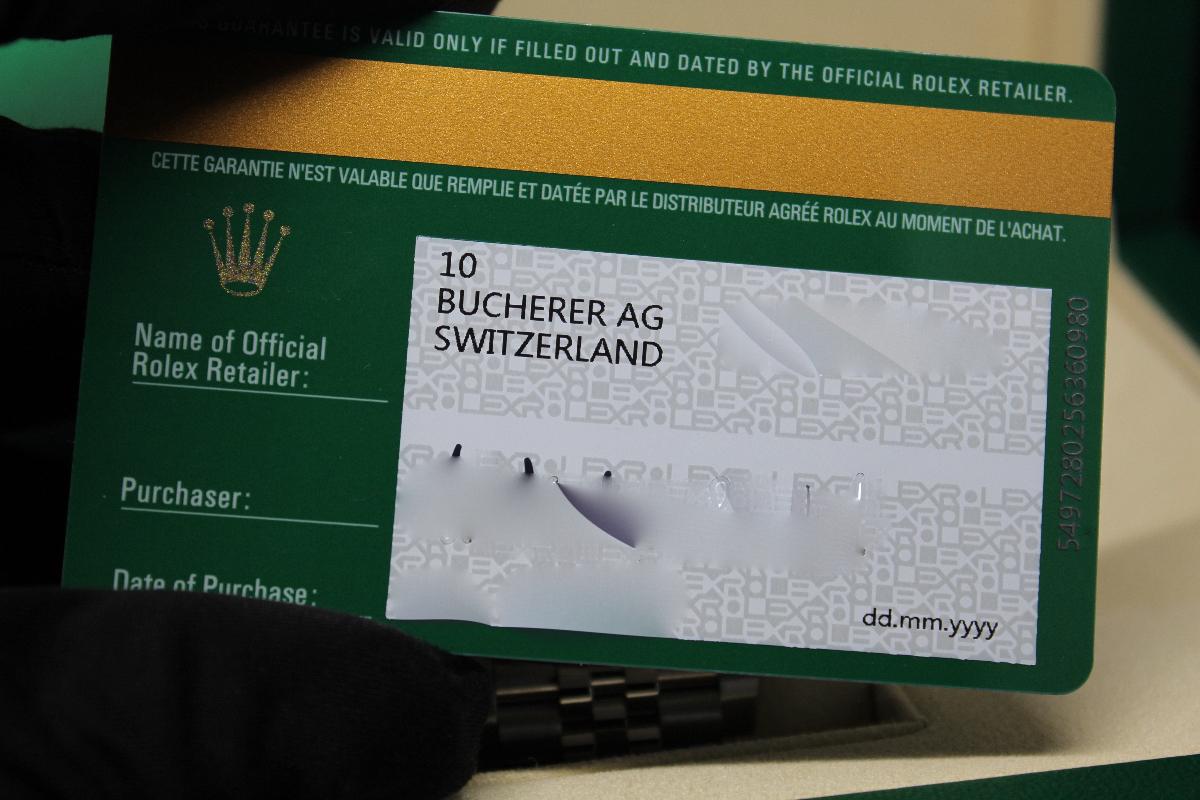 GUARANTEE IS VALID ONLY IF FILLED OUT AND DATED BY THE OFFICIAL ROLEX RETAILER.
CETTE GARANTIE N'EST VALABLE QUE REMPLIE ET DATÉE PAR LE DISTRIBUTEUR AGRÉÉ ROLEX AU MOMENT DE L'ACHAT.
Name of Official
Rolex Retailer:
10
BUCHERER AG
SWITZERLAND
Purchaser:
Date of Purchase:
dd.mm.yyyy
5497280256360980